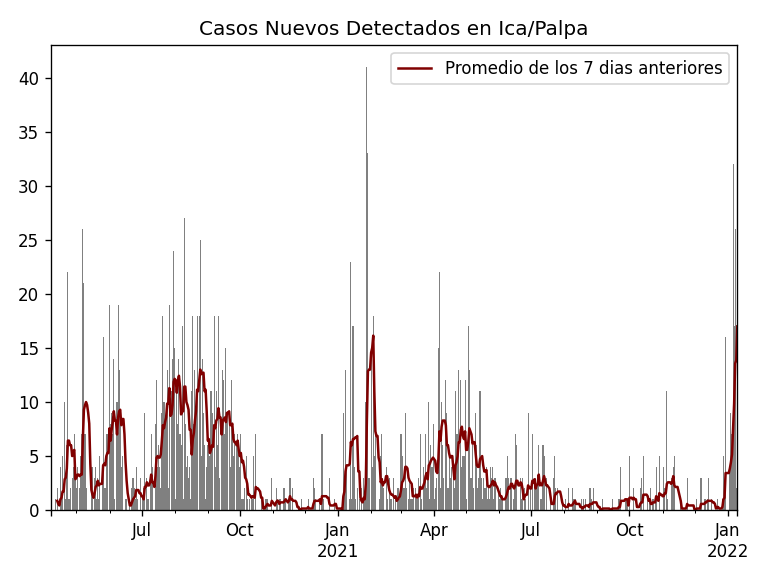 Casos Nuevos Detectados en Ica/Palpa
Promedio de los 7 dias anteriores
40
35
30
25
20
15
10
5
0
Jul
Oct
Jan
2021
Apr
Jul
Oct
Jan
2022